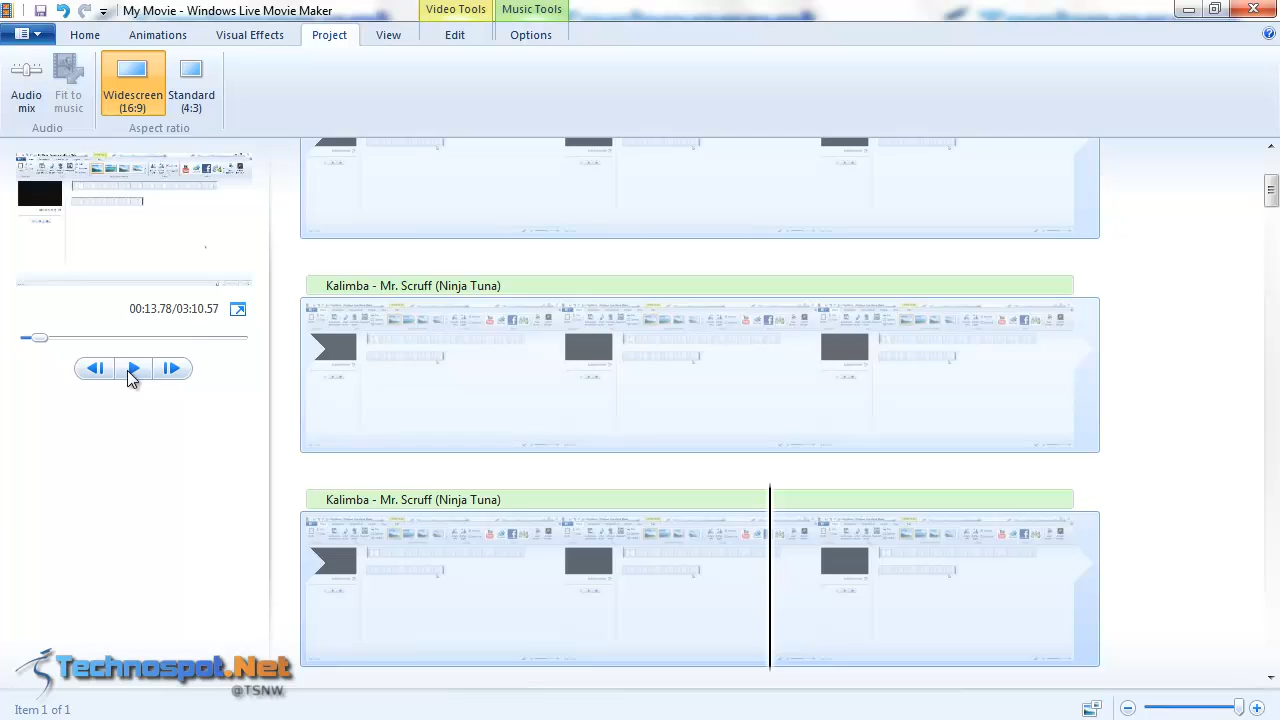 My Movie - Windows Live Movie Maker
Video Tools
Music Tools
Home
Animations
Visual Effects
Project
View
Edit
Options
Audio mix
Fit to music
Widescreen (16:9)
Standard (4:3)
Audio
Aspect ratio
00:13.78/03:10.57
Kalimba - Mr. Scruff (Ninja Tuna)
Kalimba - Mr. Scruff (Ninja Tuna)
Technospot.Net
@TSNW
Item 1 of 1